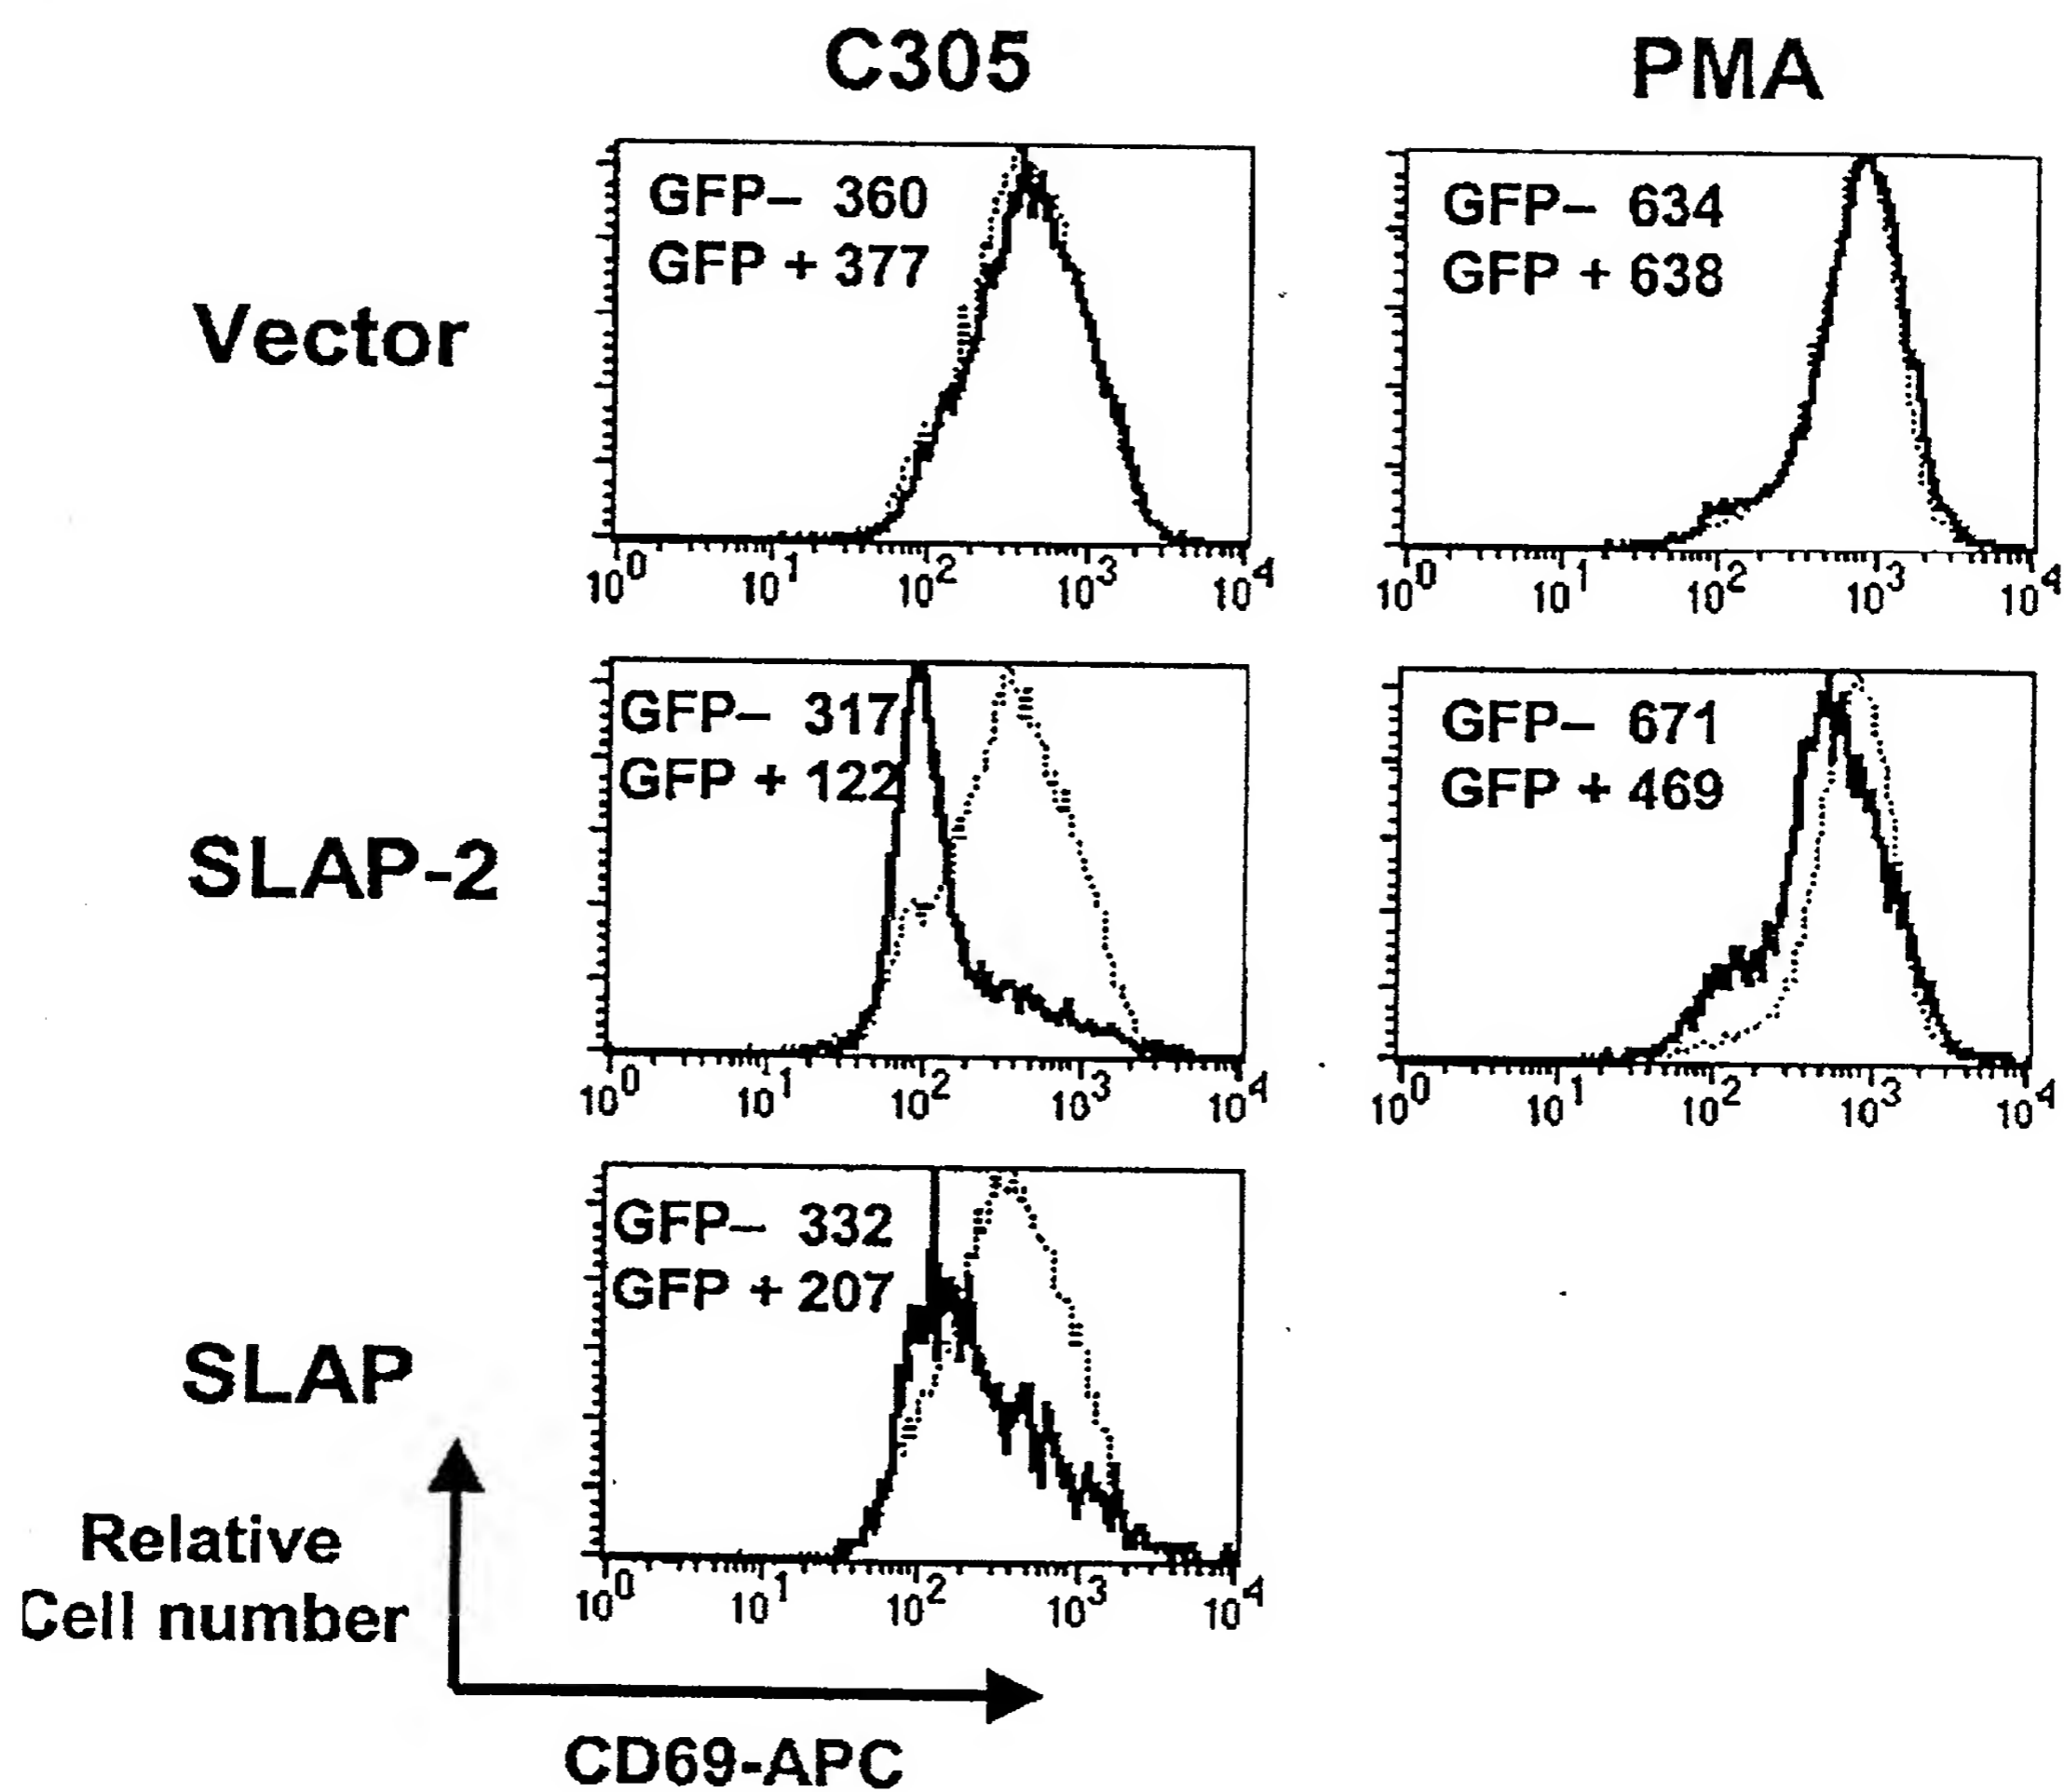 C305
PMA
Vector
GFP– 360
GFP + 377
10^0 10^1 10^2 10^3 10^4
GFP– 634
GFP + 638
10^0 10^1 10^2 10^3 10^4
SLAP-2
GFP– 317
GFP + 122
10^0 10^1 10^2 10^3 10^4
GFP– 671
GFP + 469
10^0 10^1 10^2 10^3 10^4
SLAP
GFP– 332
GFP + 207
10^0 10^1 10^2 10^3 10^4
Relative
Cell number
CD69-APC